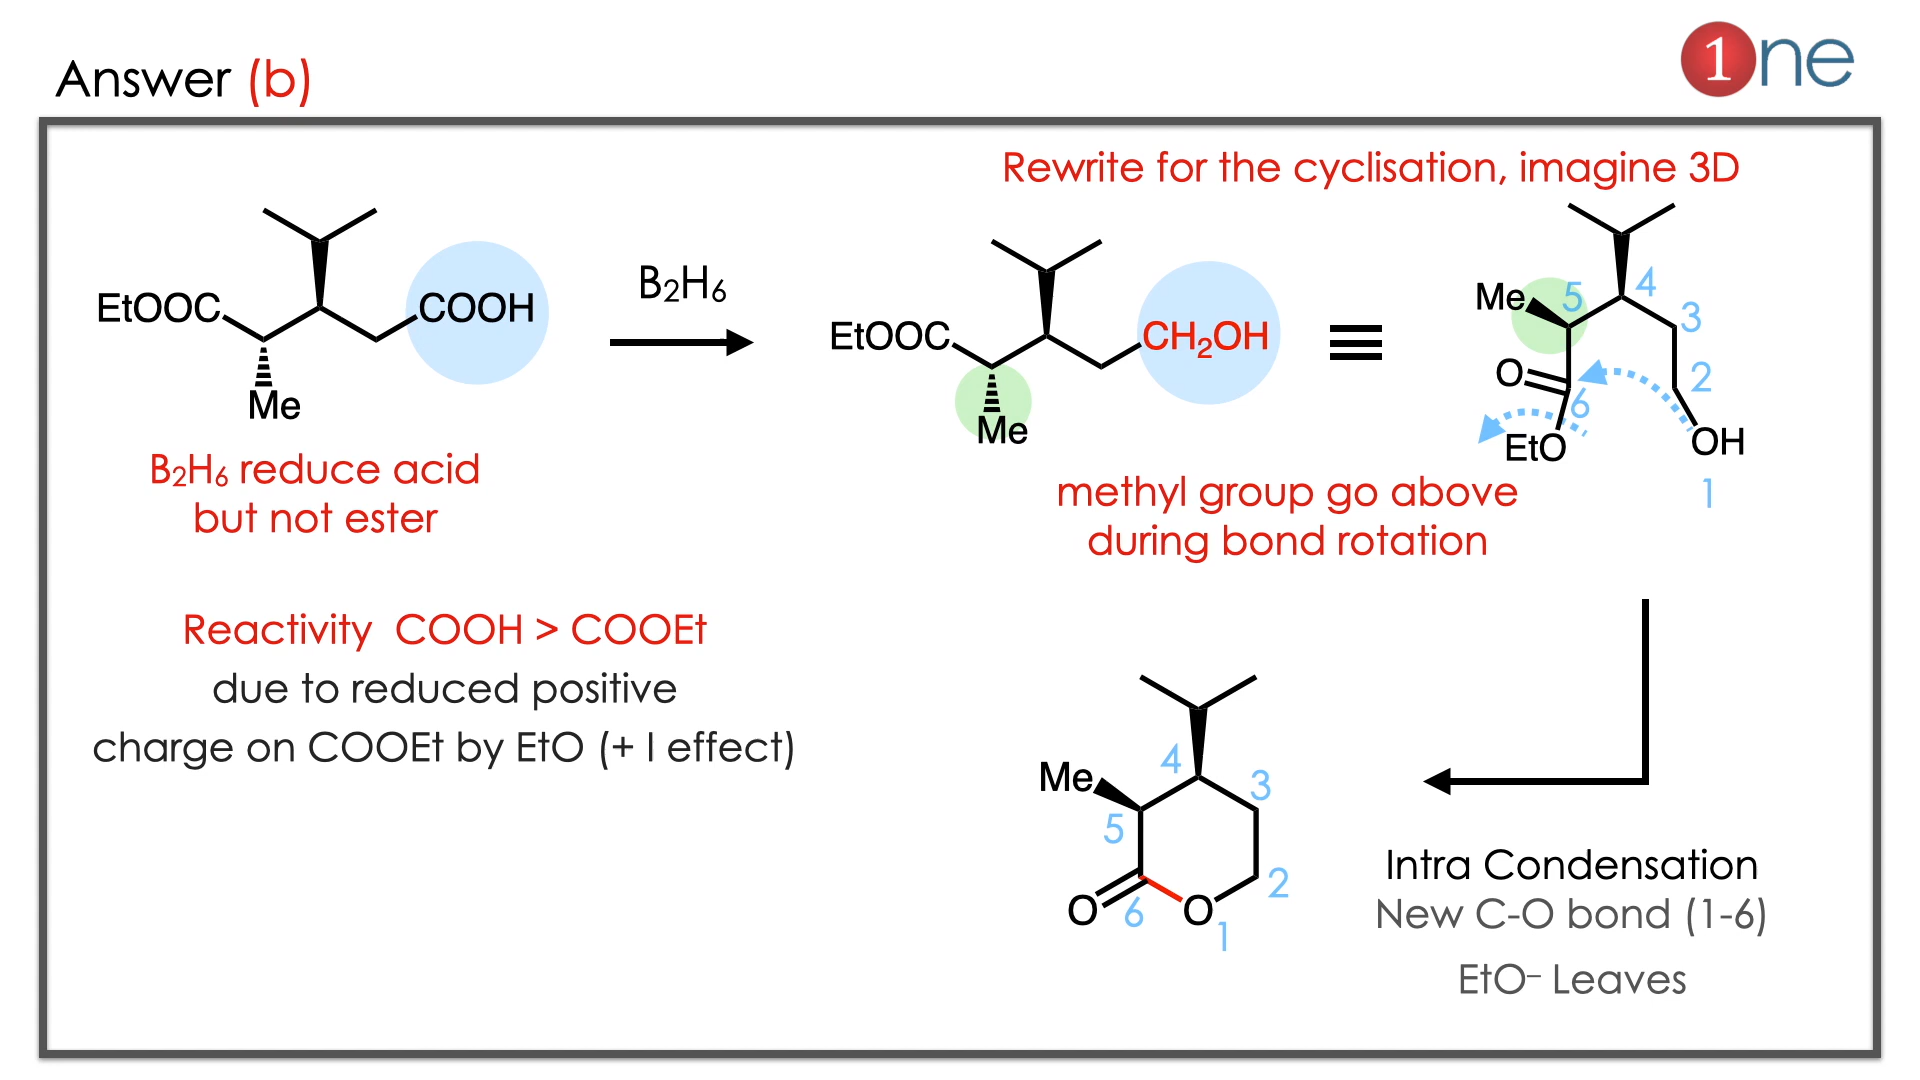 Answer (b)
1ne
Rewrite for the cyclisation, imagine 3D
EtOOC
COOH
Me
B₂H₆
EtOOC
CH₂OH
Me
Me
5
4
3
2
O
6
EtO
OH
1
B₂H₆ reduce acid
but not ester
methyl group go above
during bond rotation
Reactivity COOH > COOEt
due to reduced positive
charge on COOEt by EtO (+ I effect)
Me
4
3
5
2
O
6
O
1
Intra Condensation
New C-O bond (1-6)
EtO⁻ Leaves